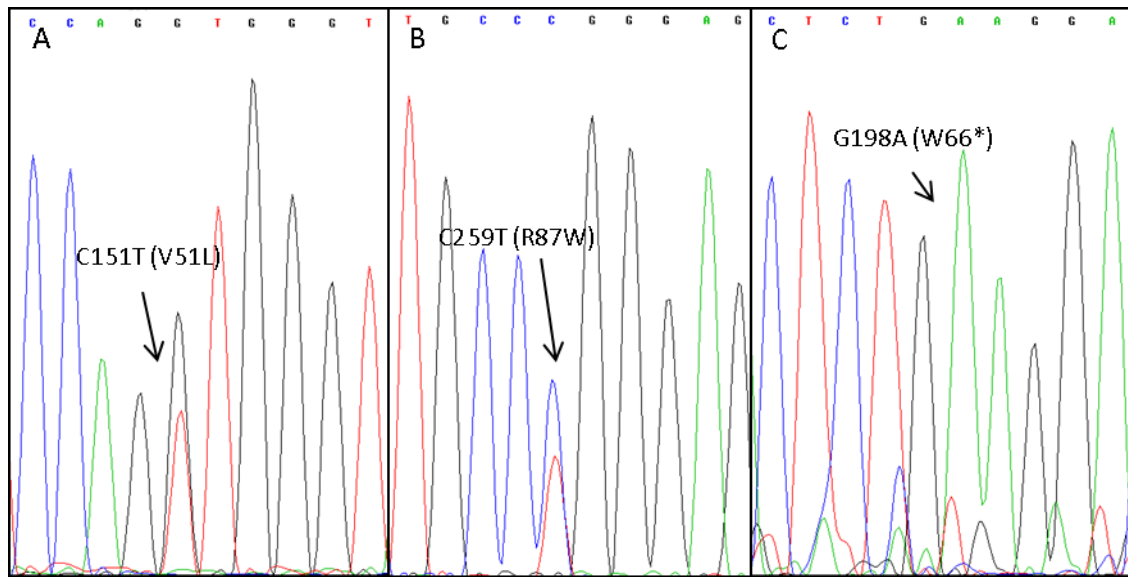 C C A G G T G G G T
A
C151T (V51L)
T G C C C G G G A G
B
C259T (R87W)
C T C T G A A G G A
C
G198A (W66*)